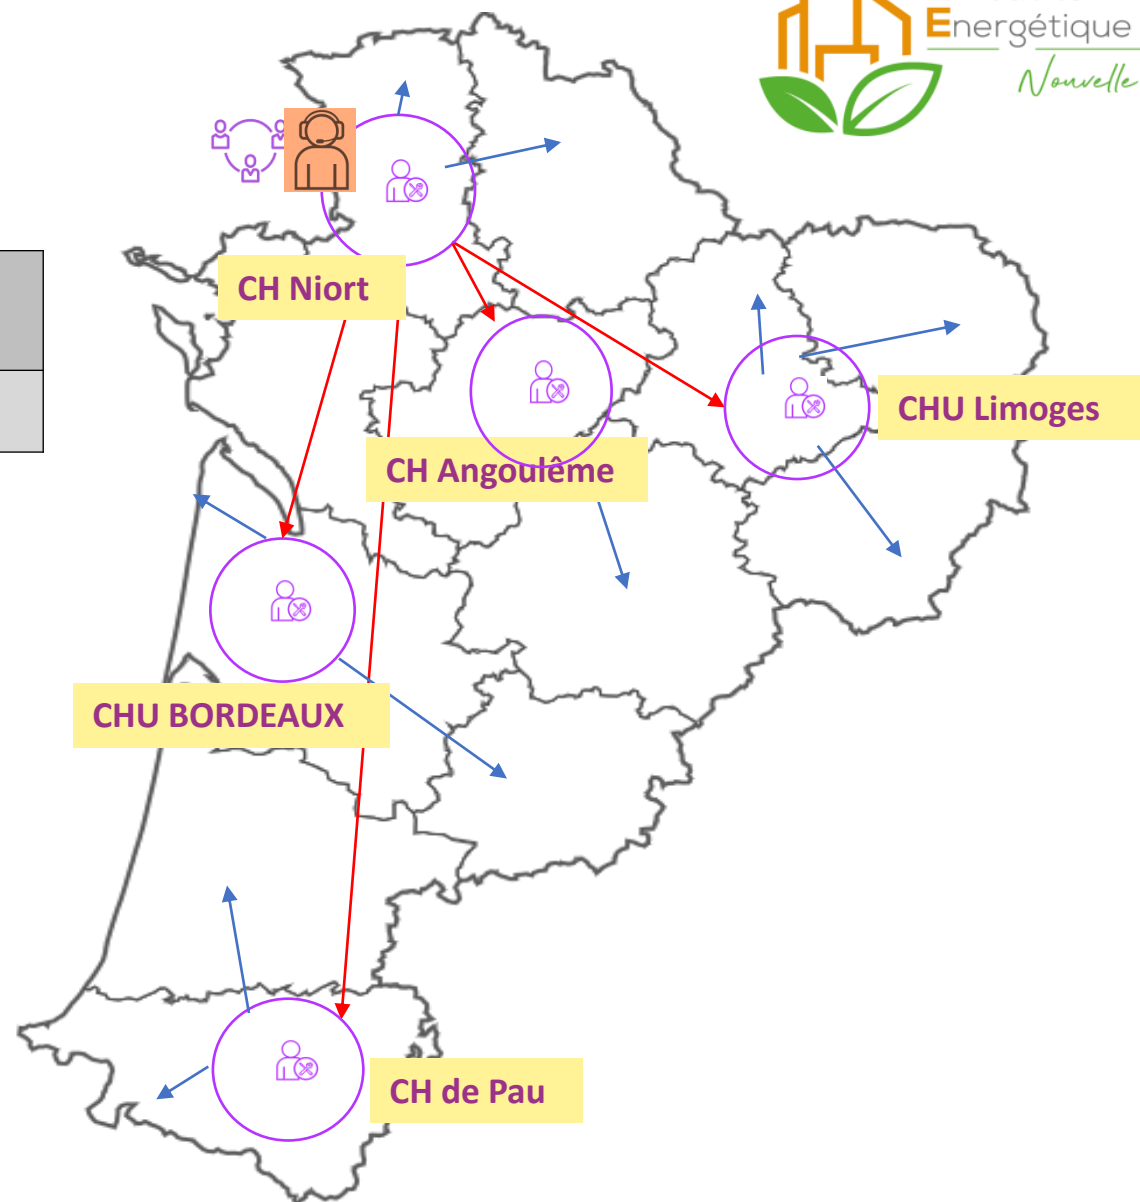 Energétique
Nouvelle
CH Niort
CHU Limoges
CH Angoulême
CHU BORDEAUX
CH de Pau